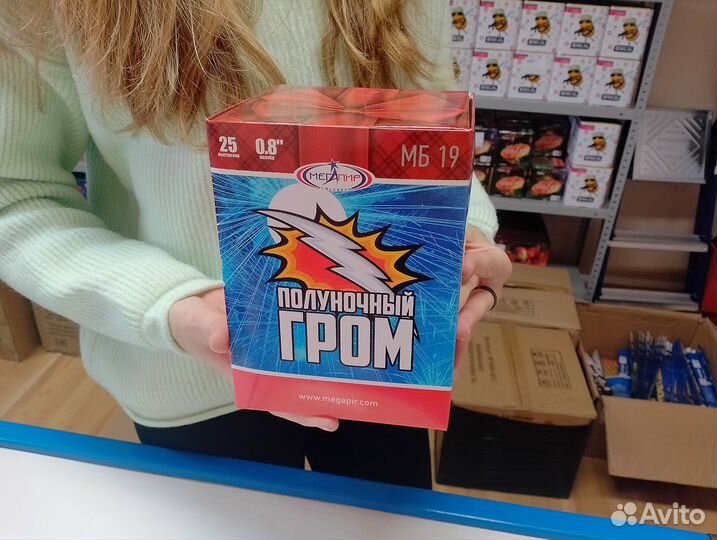 25
выстрелов
0.8"
калибр
МБ 19
МЕГАПИР
ПОЛУНОЧНЫЙ
ГРОМ
www.megapir.com
Avito